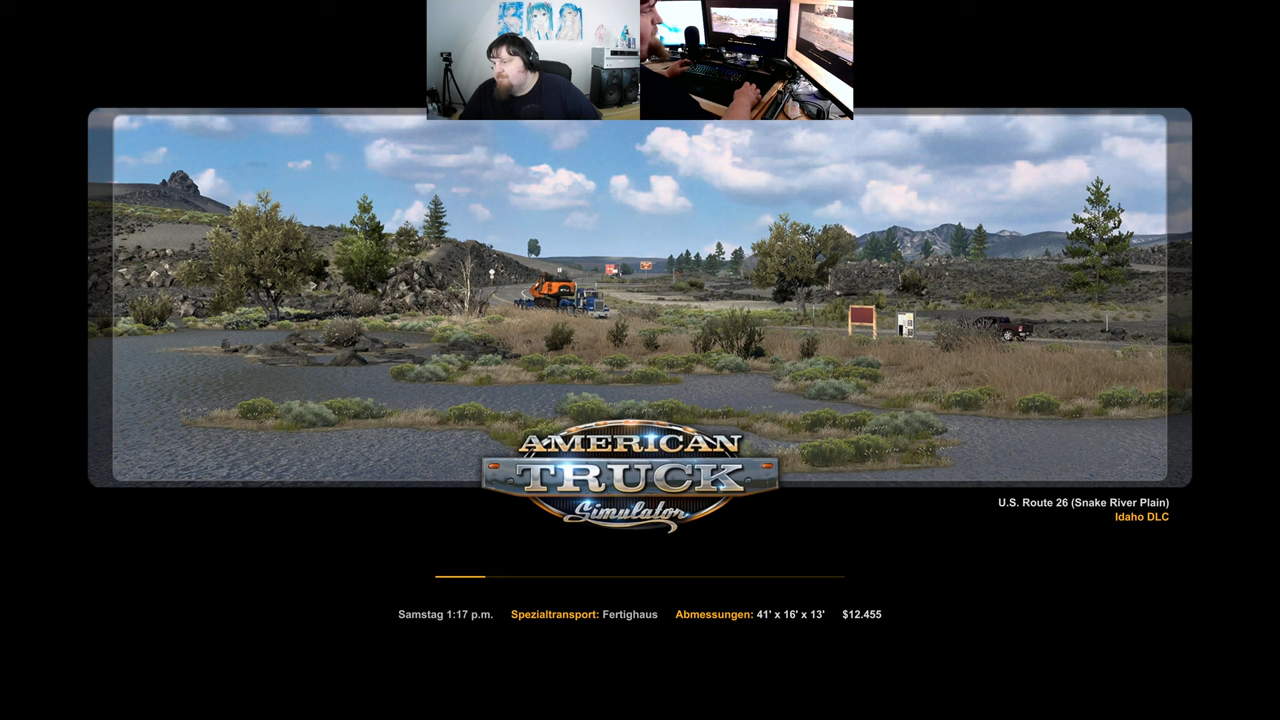 AMERICAN
TRUCK
Simulator
U.S. Route 26 (Snake River Plain)
Idaho DLC
Samstag 1:17 p.m. Spezialtransport: Fertighaus Abmessungen: 41' x 16' x 13' $12.455